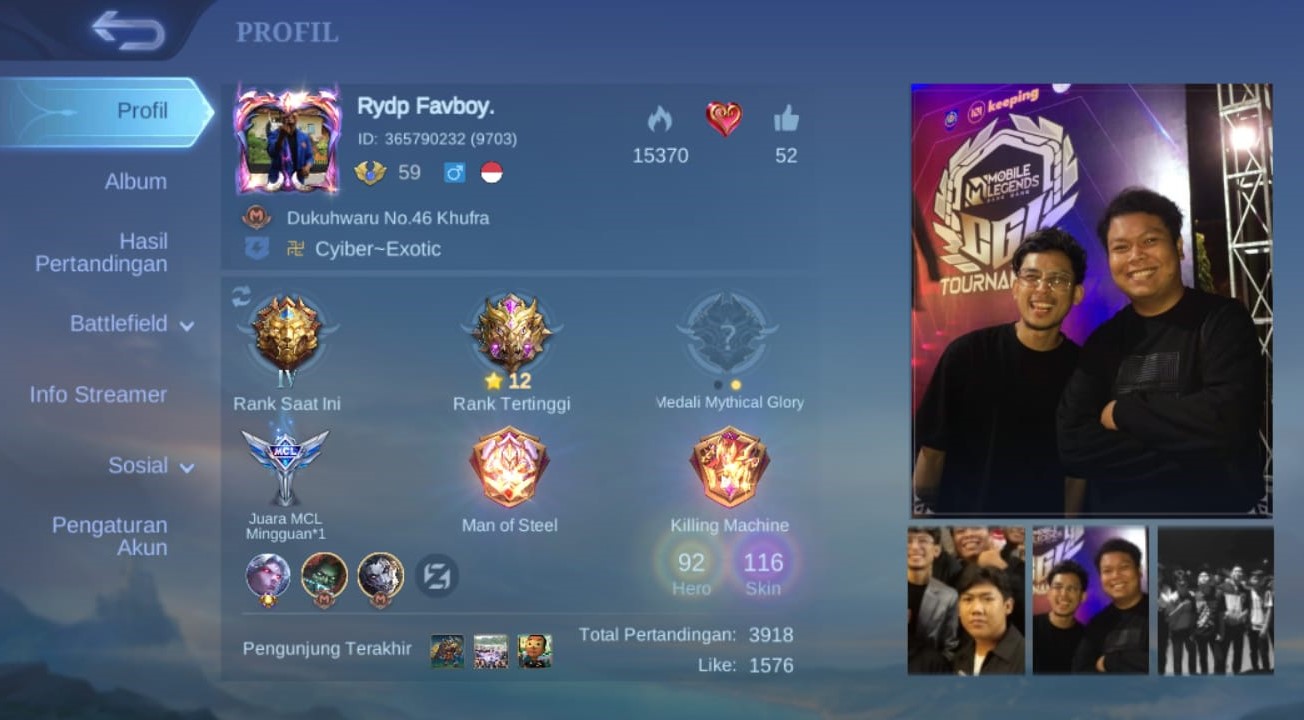 PROFIL
Profil
Album
Hasil
Pertandingan
Battlefield
Info Streamer
Sosial
Pengaturan
Akun
Rydp Favboy.
ID: 365790232 (9703)
59
15370
52
Dukuhwaru No.46 Khufra
卍 Cyiber~Exotic
IV
Rank Saat Ini
12
Rank Tertinggi
?
Medali Mythical Glory
MCL
Juara MCL
Mingguan*1
Man of Steel
Killing Machine
92
Hero
116
Skin
Pengunjung Terakhir
Total Pertandingan: 3918
Like: 1576
keeping
MOBILE
LEGENDS
BANG BANG
TOURNA